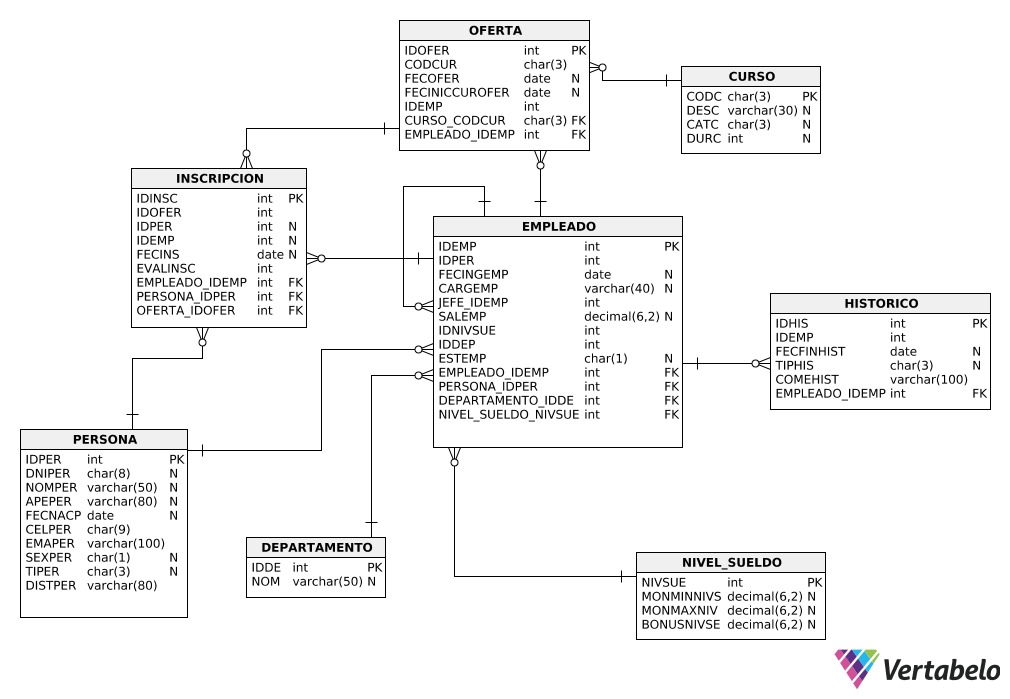 OFERTA
IDOFER int PK
CODCUR char(3)
FECOFER date N
FECINICCUROFER date N
IDEMP int
CURSO_CODCUR char(3) FK
EMPLEADO_IDEMP int FK
CURSO
CODC char(3) PK
DESC varchar(30) N
CATC char(3) N
DURC int N
INSCRIPCION
IDINSC int PK
IDOFER int
IDPER int N
IDEMP int N
FECINS date N
EVALINSC int
EMPLEADO_IDEMP int FK
PERSONA_IDPER int FK
OFERTA_IDOFER int FK
EMPLEADO
IDEMP int PK
IDPER int
FECINGEMP date N
CARGEMP varchar(40) N
JEFE_IDEMP int
SALEMP decimal(6,2) N
IDNIVSUE int
IDDEP int
ESTEMP char(1) N
EMPLEADO_IDEMP int FK
PERSONA_IDPER int FK
DEPARTAMENTO_IDDE int FK
NIVEL_SUELDO_NIVSUE int FK
HISTORICO
IDHIS int PK
IDEMP int
FECFINHIST date N
TIPHIS char(3) N
COMEHIST varchar(100)
EMPLEADO_IDEMP int FK
PERSONA
IDPER int PK
DNIPER char(8) N
NOMPER varchar(50) N
APEPER varchar(80) N
FECNACP date N
CELPER char(9)
EMAPER varchar(100)
SEXPER char(1) N
TIPER char(3) N
DISTPER varchar(80)
DEPARTAMENTO
IDDE int PK
NOM varchar(50) N
NIVEL_SUELDO
NIVSUE int PK
MONMINNIVS decimal(6,2) N
MONMAXNIV decimal(6,2) N
BONUSNIVSE decimal(6,2) N
Vertabelo